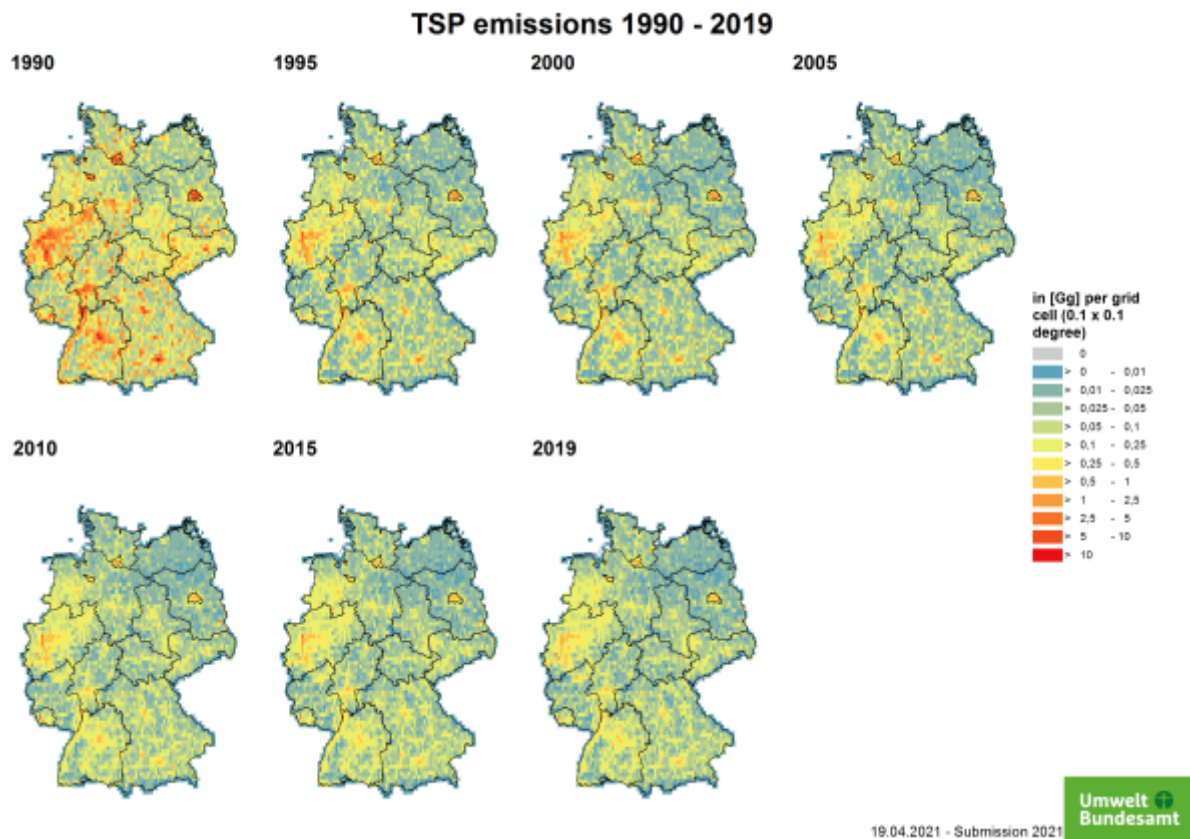 TSP emissions 1990 - 2019
1990
1995
2000
2005
in [Gg] per grid
cell (0.1 x 0.1
degree)
0
> 0 - 0,01
> 0,01 - 0,025
> 0,025 - 0,05
> 0,05 - 0,1
> 0,1 - 0,25
> 0,25 - 0,5
> 0,5 - 1
> 1 - 2,5
> 2,5 - 5
> 5 - 10
> 10
2010
2015
2019
Umwelt
Bundesamt
19.04.2021 - Submission 2021